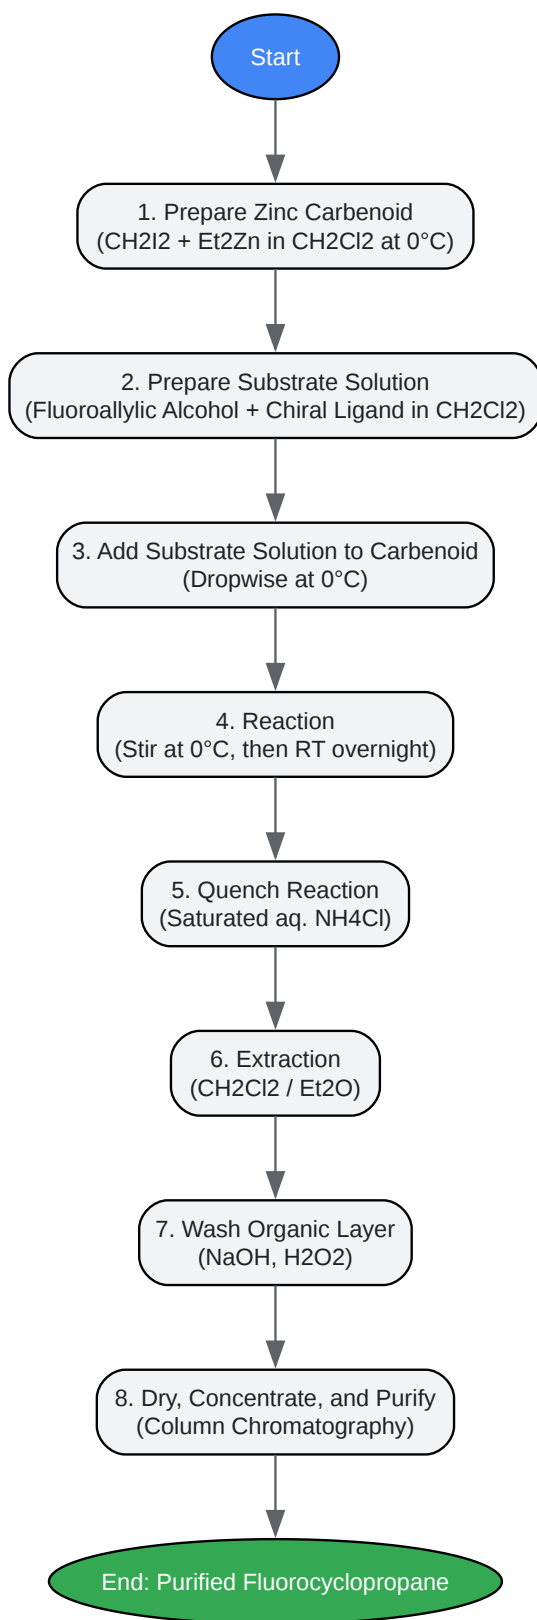 Start
1. Prepare Zinc Carbenoid
(CH2I2 + Et2Zn in CH2Cl2 at 0°C)
2. Prepare Substrate Solution
(Fluoroallylic Alcohol + Chiral Ligand in CH2Cl2)
3. Add Substrate Solution to Carbenoid
(Dropwise at 0°C)
4. Reaction
(Stir at 0°C, then RT overnight)
5. Quench Reaction
(Saturated aq. NH4Cl)
6. Extraction
(CH2Cl2 / Et2O)
7. Wash Organic Layer
(NaOH, H2O2)
8. Dry, Concentrate, and Purify
(Column Chromatography)
End: Purified Fluorocyclopropane